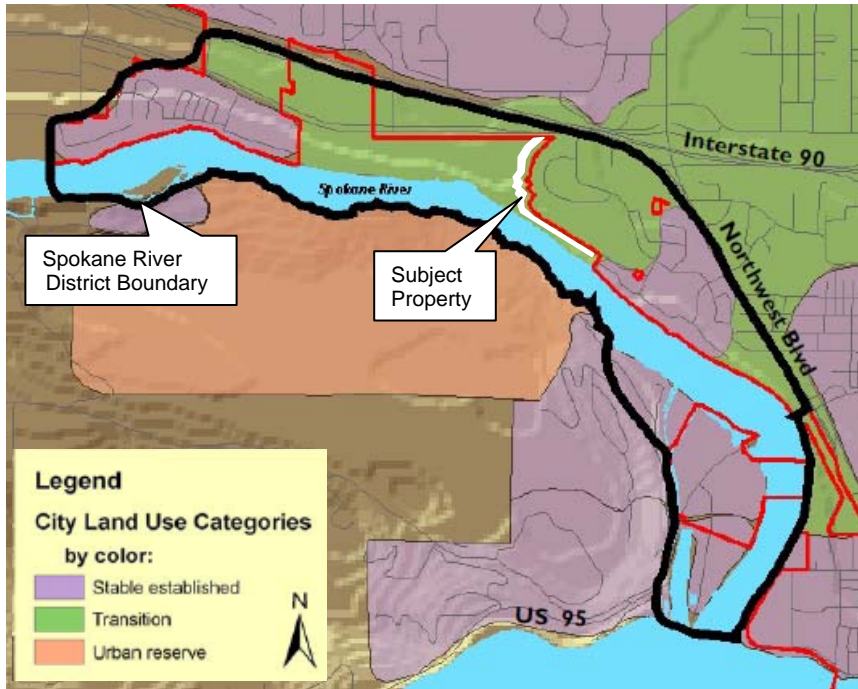 Interstate 90
Spokane River
Northwest Blvd
Spokane River
District Boundary
Subject
Property
US 95
Legend
City Land Use Categories
by color:
Stable established
Transition
Urban reserve
N